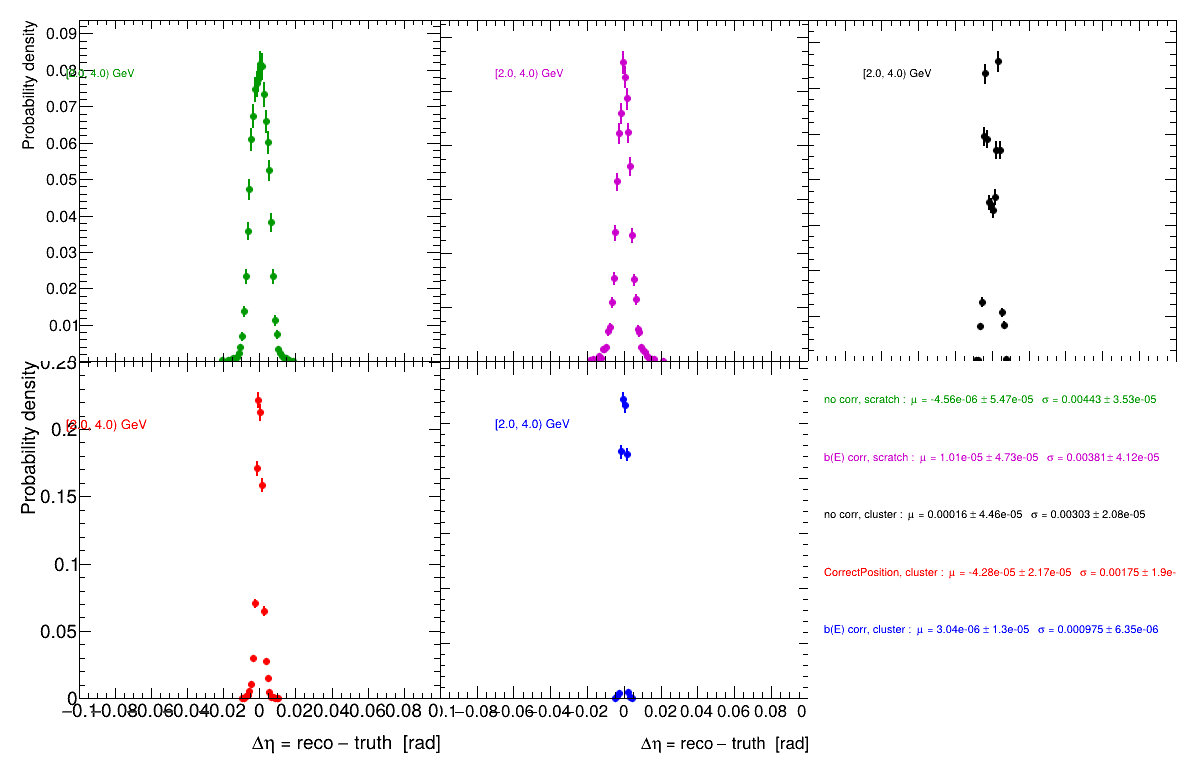 Probability density
0.09
0.08
0.07
0.06
0.05
0.04
0.03
0.02
0.01
[2.0, 4.0) GeV
[2.0, 4.0) GeV
[2.0, 4.0) GeV
Probability density
0.25
0.2
0.15
0.1
0.05
0
[2.0, 4.0) GeV
[2.0, 4.0) GeV
no corr, scratch : μ = -4.56e-06 ± 5.47e-05 σ = 0.00443 ± 3.53e-05
b(E) corr, scratch : μ = 1.01e-05 ± 4.73e-05 σ = 0.00381 ± 4.12e-05
no corr, cluster : μ = 0.00016 ± 4.46e-05 σ = 0.00303 ± 2.08e-05
CorrectPosition, cluster : μ = -4.28e-05 ± 2.17e-05 σ = 0.00175 ± 1.9e-
b(E) corr, cluster : μ = 3.04e-06 ± 1.3e-05 σ = 0.000975 ± 6.35e-06
−0.1−0.08−0.06−0.04−0.02 0 0.020.040.060.08 0.1−0.08−0.06−0.04−0.02 0 0.02 0.04 0.06 0.08 0
Δη = reco − truth [rad] Δη = reco − truth [rad]